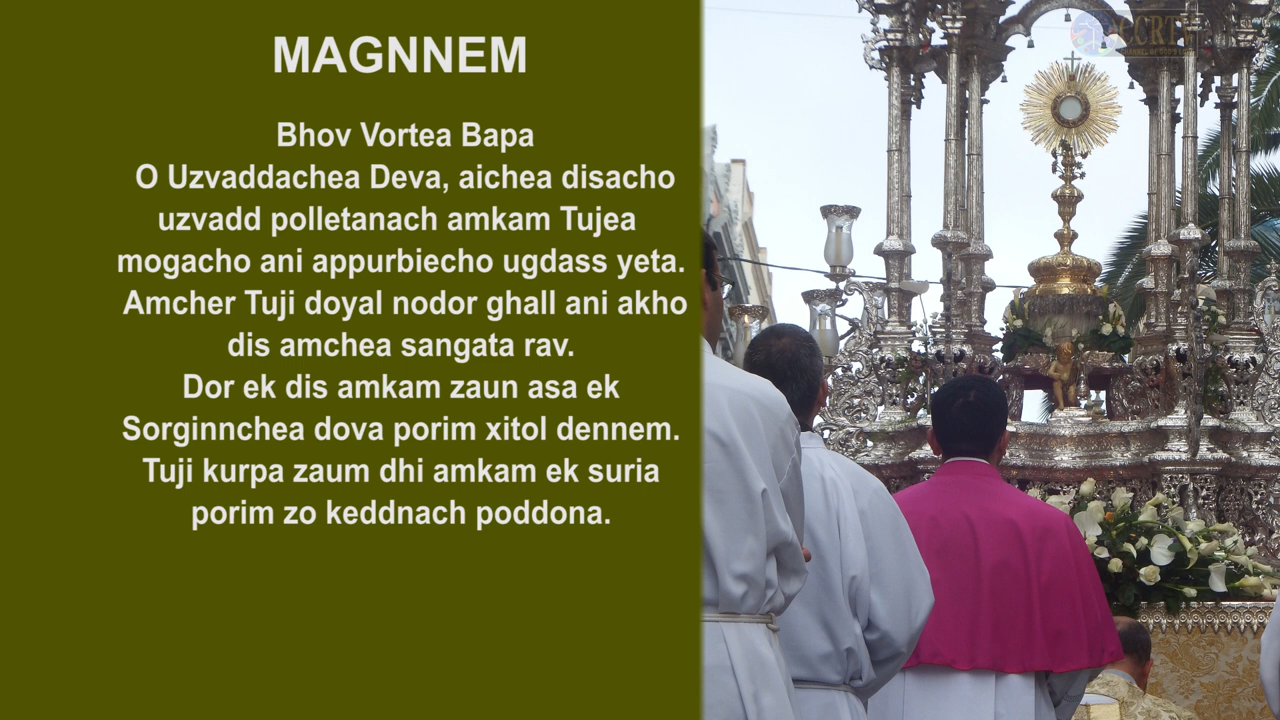 MAGNNEM
Bhov Vortea Bapa
O Uzvaddachea Deva, aichea disacho
uzvadd polletanach amkam Tujea
mogacho ani appurbiecho ugdass yeta.
Amcher Tuji doyal nodor ghall ani akho
dis amchea sangata rav.
Dor ek dis amkam zaun asa ek
Sorginnchea dova porim xitol dennem.
Tuji kurpa zaum dhi amkam ek suria
porim zo keddnach poddona.
CCRTV